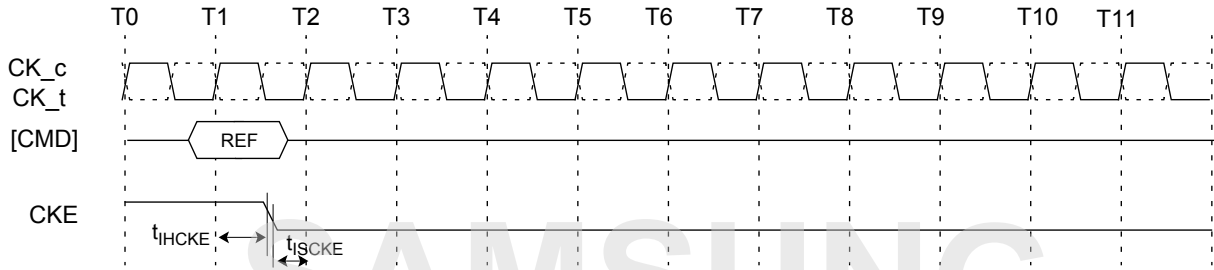 T0 T1 T2 T3 T4 T5 T6 T7 T8 T9 T10 T11
CK_c
CK_t
[CMD] REF
CKE
tIHCKE
tISCKE
SAMSUNG